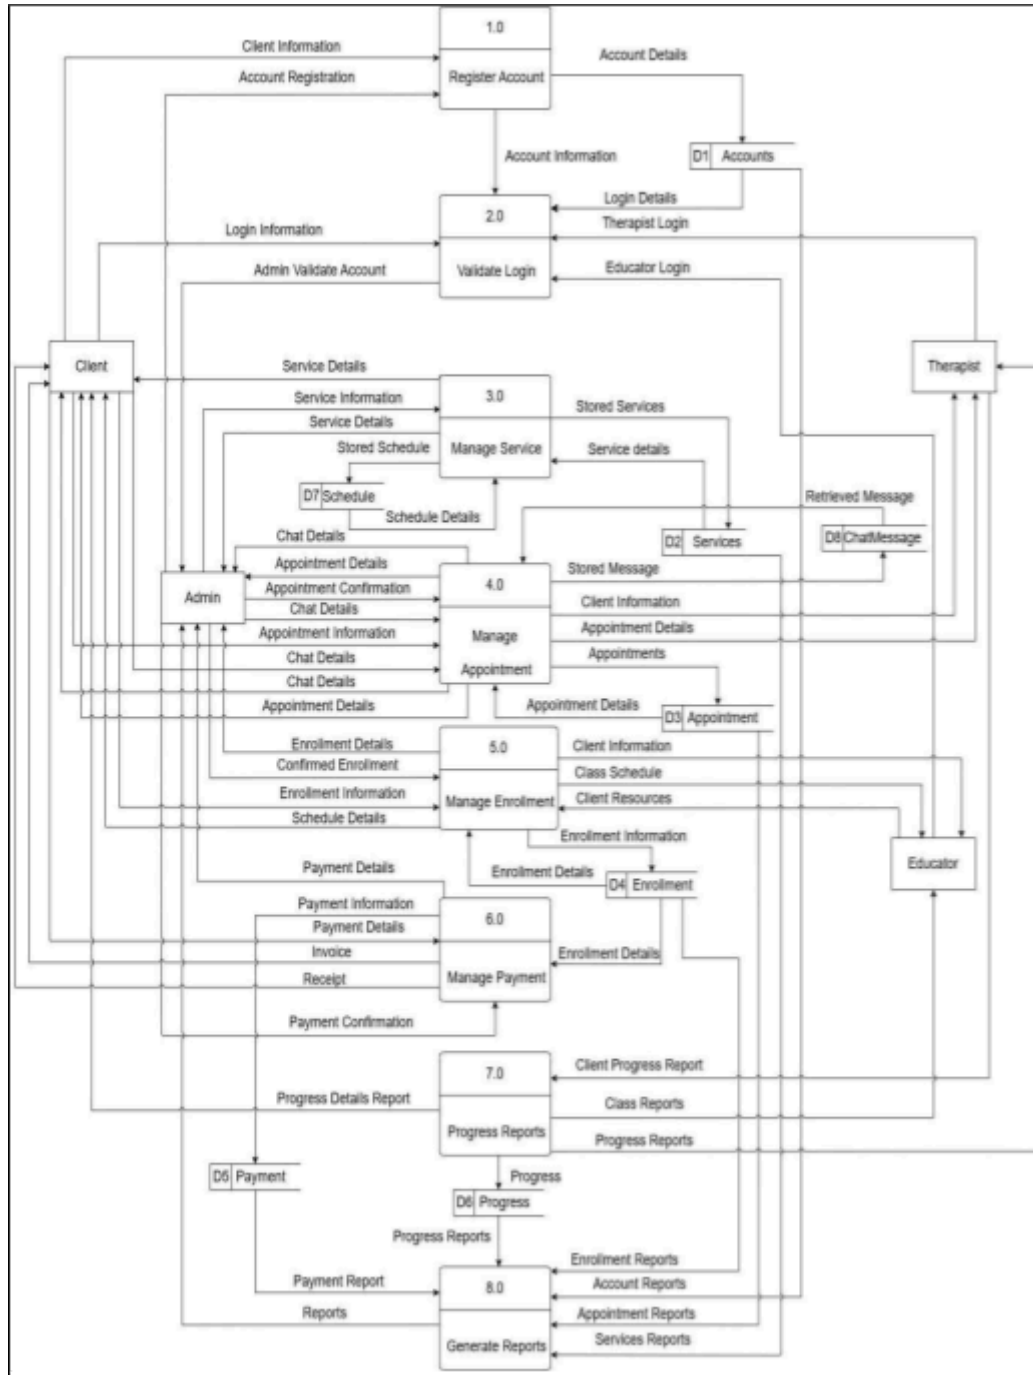 1.0
Client Information
Account Details
Account Registration
Register Account
Account Information
D1 Accounts
Login Details
2.0
Therapist Login
Login Information
Admin Validate Account
Validate Login
Educator Login
Client
Therapist
Service Details
Service Information
3.0
Stored Services
Service Details
Stored Schedule
Manage Service
Service details
D7 Schedule
Schedule Details
Retrieved Message
D2 Services
D8 ChatMessage
Chat Details
Appointment Details
Stored Message
4.0
Admin
Appointment Confirmation
Client Information
Chat Details
Appointment Information
Manage
Appointment
Appointment Details
Appointments
Chat Details
Chat Details
Appointment Details
Appointment Details
D3 Appointment
5.0
Enrollment Details
Client Information
Confirmed Enrollment
Class Schedule
Enrollment Information
Manage Enrollment
Client Resources
Schedule Details
Enrollment Information
Educator
Payment Details
Enrollment Details
D4 Enrollment
Payment Information
6.0
Payment Details
Invoice
Enrollment Details
Receipt
Manage Payment
Payment Confirmation
7.0
Client Progress Report
Progress Details Report
Class Reports
Progress Reports
Progress Reports
D5 Payment
Progress
D6 Progress
Progress Reports
Enrollment Reports
Payment Report
8.0
Account Reports
Reports
Appointment Reports
Generate Reports
Services Reports